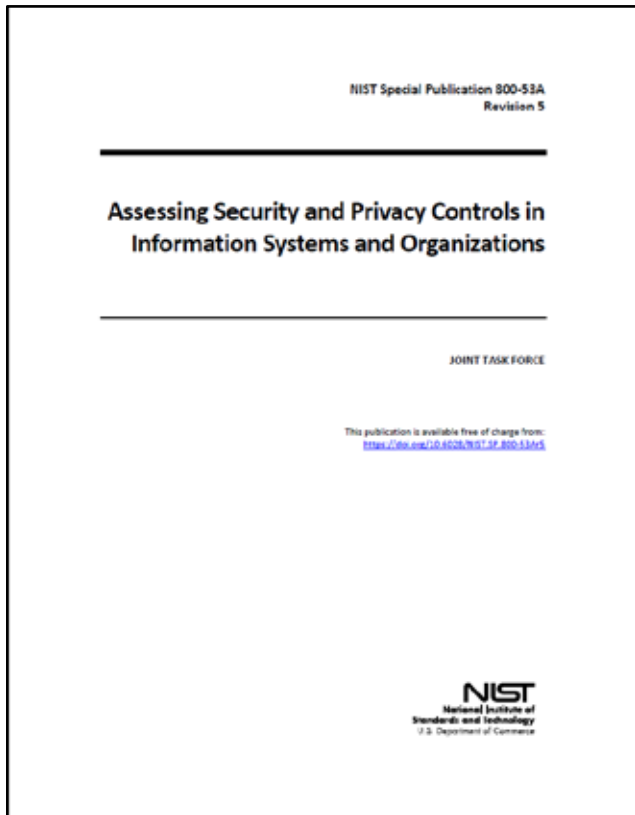 NIST Special Publication 800-53A
Revision 5
Assessing Security and Privacy Controls in
Information Systems and Organizations
JOINT TASK FORCE
This publication is available free of charge from:
https://doi.org/10.6028/NIST.SP.800-53Ar5
NIST
National Institute of
Standards and Technology
U.S. Department of Commerce